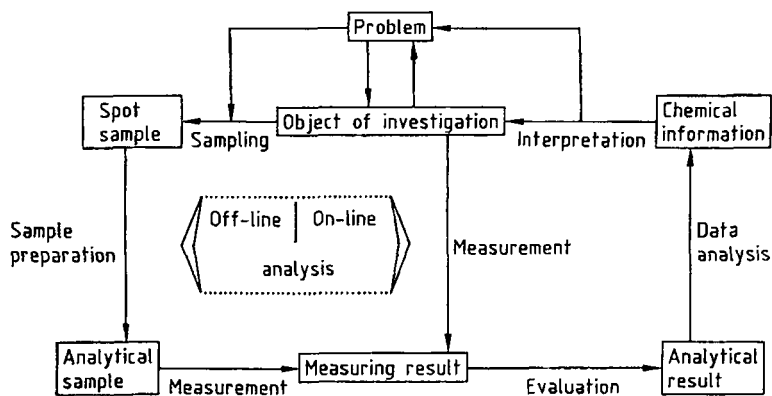 Problem
Spot
sample
Sampling
Object of investigation
Interpretation
Chemical
information
Sample
preparation
Off-line | On-line
analysis
Measurement
Data
analysis
Analytical
sample
Measurement
Measuring result
Evaluation
Analytical
result